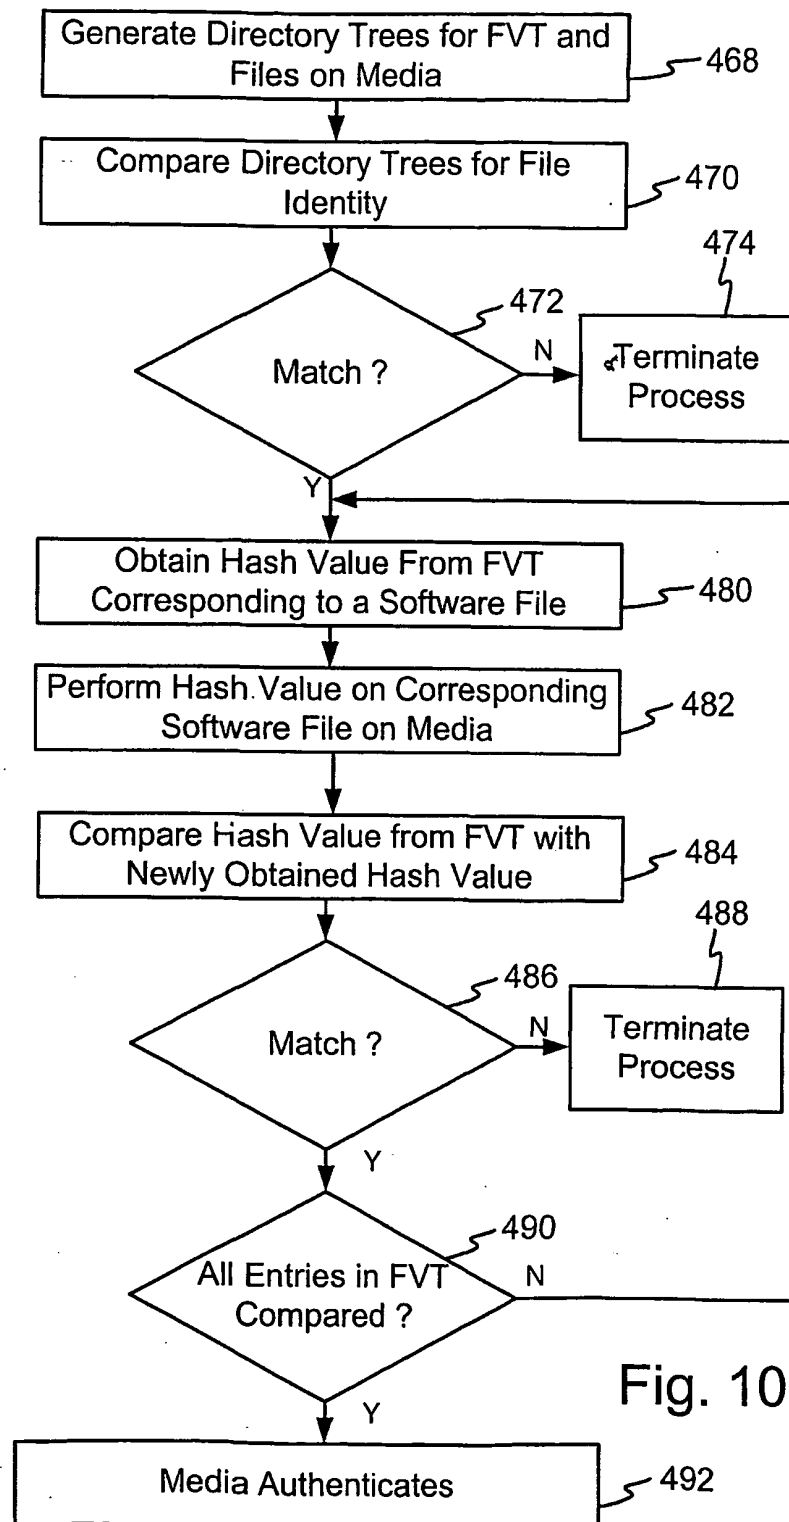 Generate Directory Trees for FVT and
Files on Media
468
Compare Directory Trees for File
Identity
470
474
472
Match ?
N
Terminate
Process
Y
Obtain Hash Value From FVT
Corresponding to a Software File
480
Perform Hash Value on Corresponding
Software File on Media
482
Compare Hash Value from FVT with
Newly Obtained Hash Value
484
488
486
Match ?
N
Terminate
Process
Y
490
All Entries in FVT
Compared ?
N
Fig. 10
Y
Media Authenticates
492